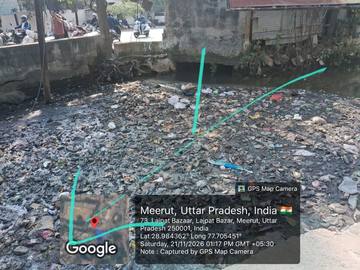 GPS Map Camera
Meerut, Uttar Pradesh, India 🇮🇳
73, Lajpat Bazaar, Lajpat Bazar, Meerut, Uttar
Pradesh 250001, India
Lat 28.984362° Long 77.705451°
Saturday, 21/11/2026 01:17 PM GMT +05:30
Note : Captured by GPS Map Camera
Google